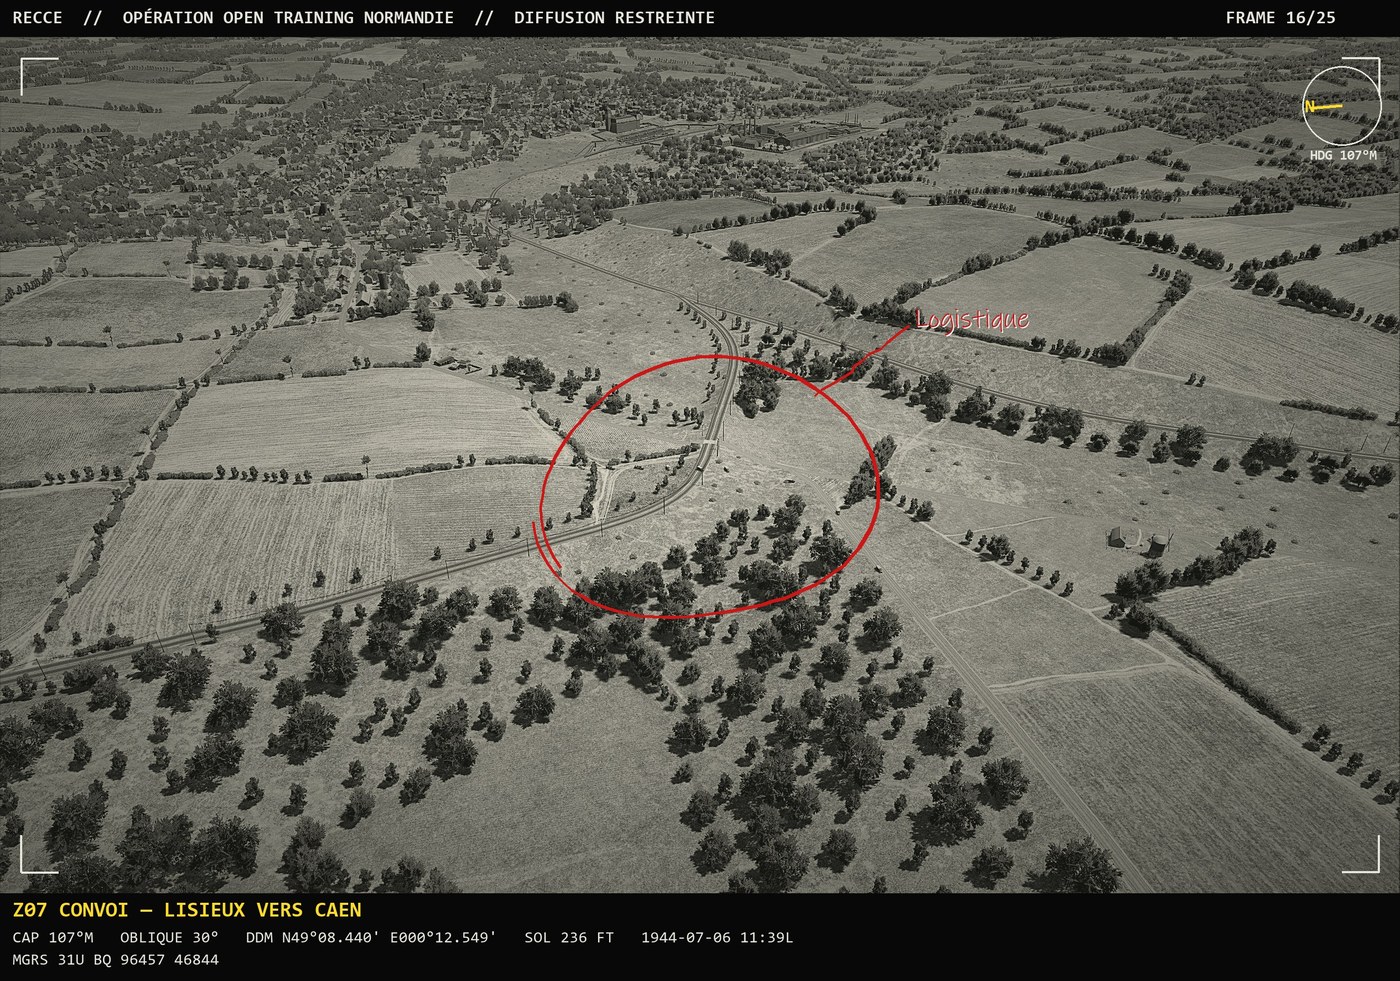 RECCE // OPÉRATION OPEN TRAINING NORMANDIE // DIFFUSION RESTREINTE FRAME 16/25
N
HDG 107°M
Logistique
Z07 CONVOI — LISIEUX VERS CAEN
CAP 107°M OBLIQUE 30° DDM N49°08.440' E000°12.549' SOL 236 FT 1944-07-06 11:39L
MGRS 31U BQ 96457 46844